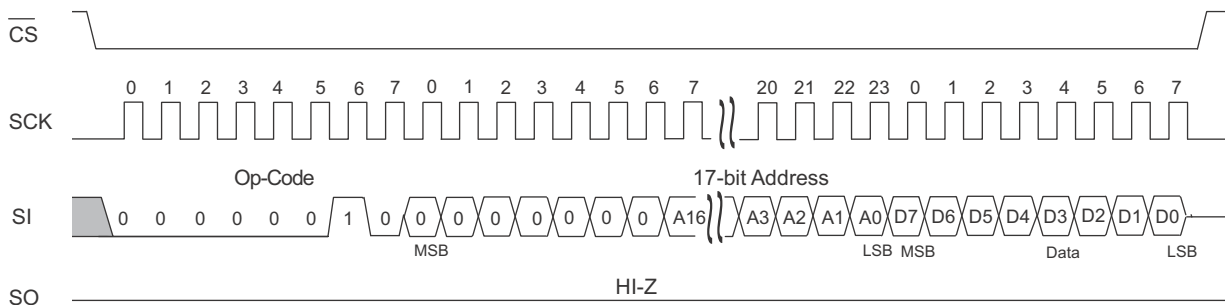 CS
0 1 2 3 4 5 6 7 0 1 2 3 4 5 6 7 20 21 22 23 0 1 2 3 4 5 6 7
SCK
Op-Code 17-bit Address
SI 0 0 0 0 0 0 1 0 0 0 0 0 0 0 0 A16 A3 A2 A1 A0 D7 D6 D5 D4 D3 D2 D1 D0
MSB LSB MSB Data LSB
HI-Z
SO